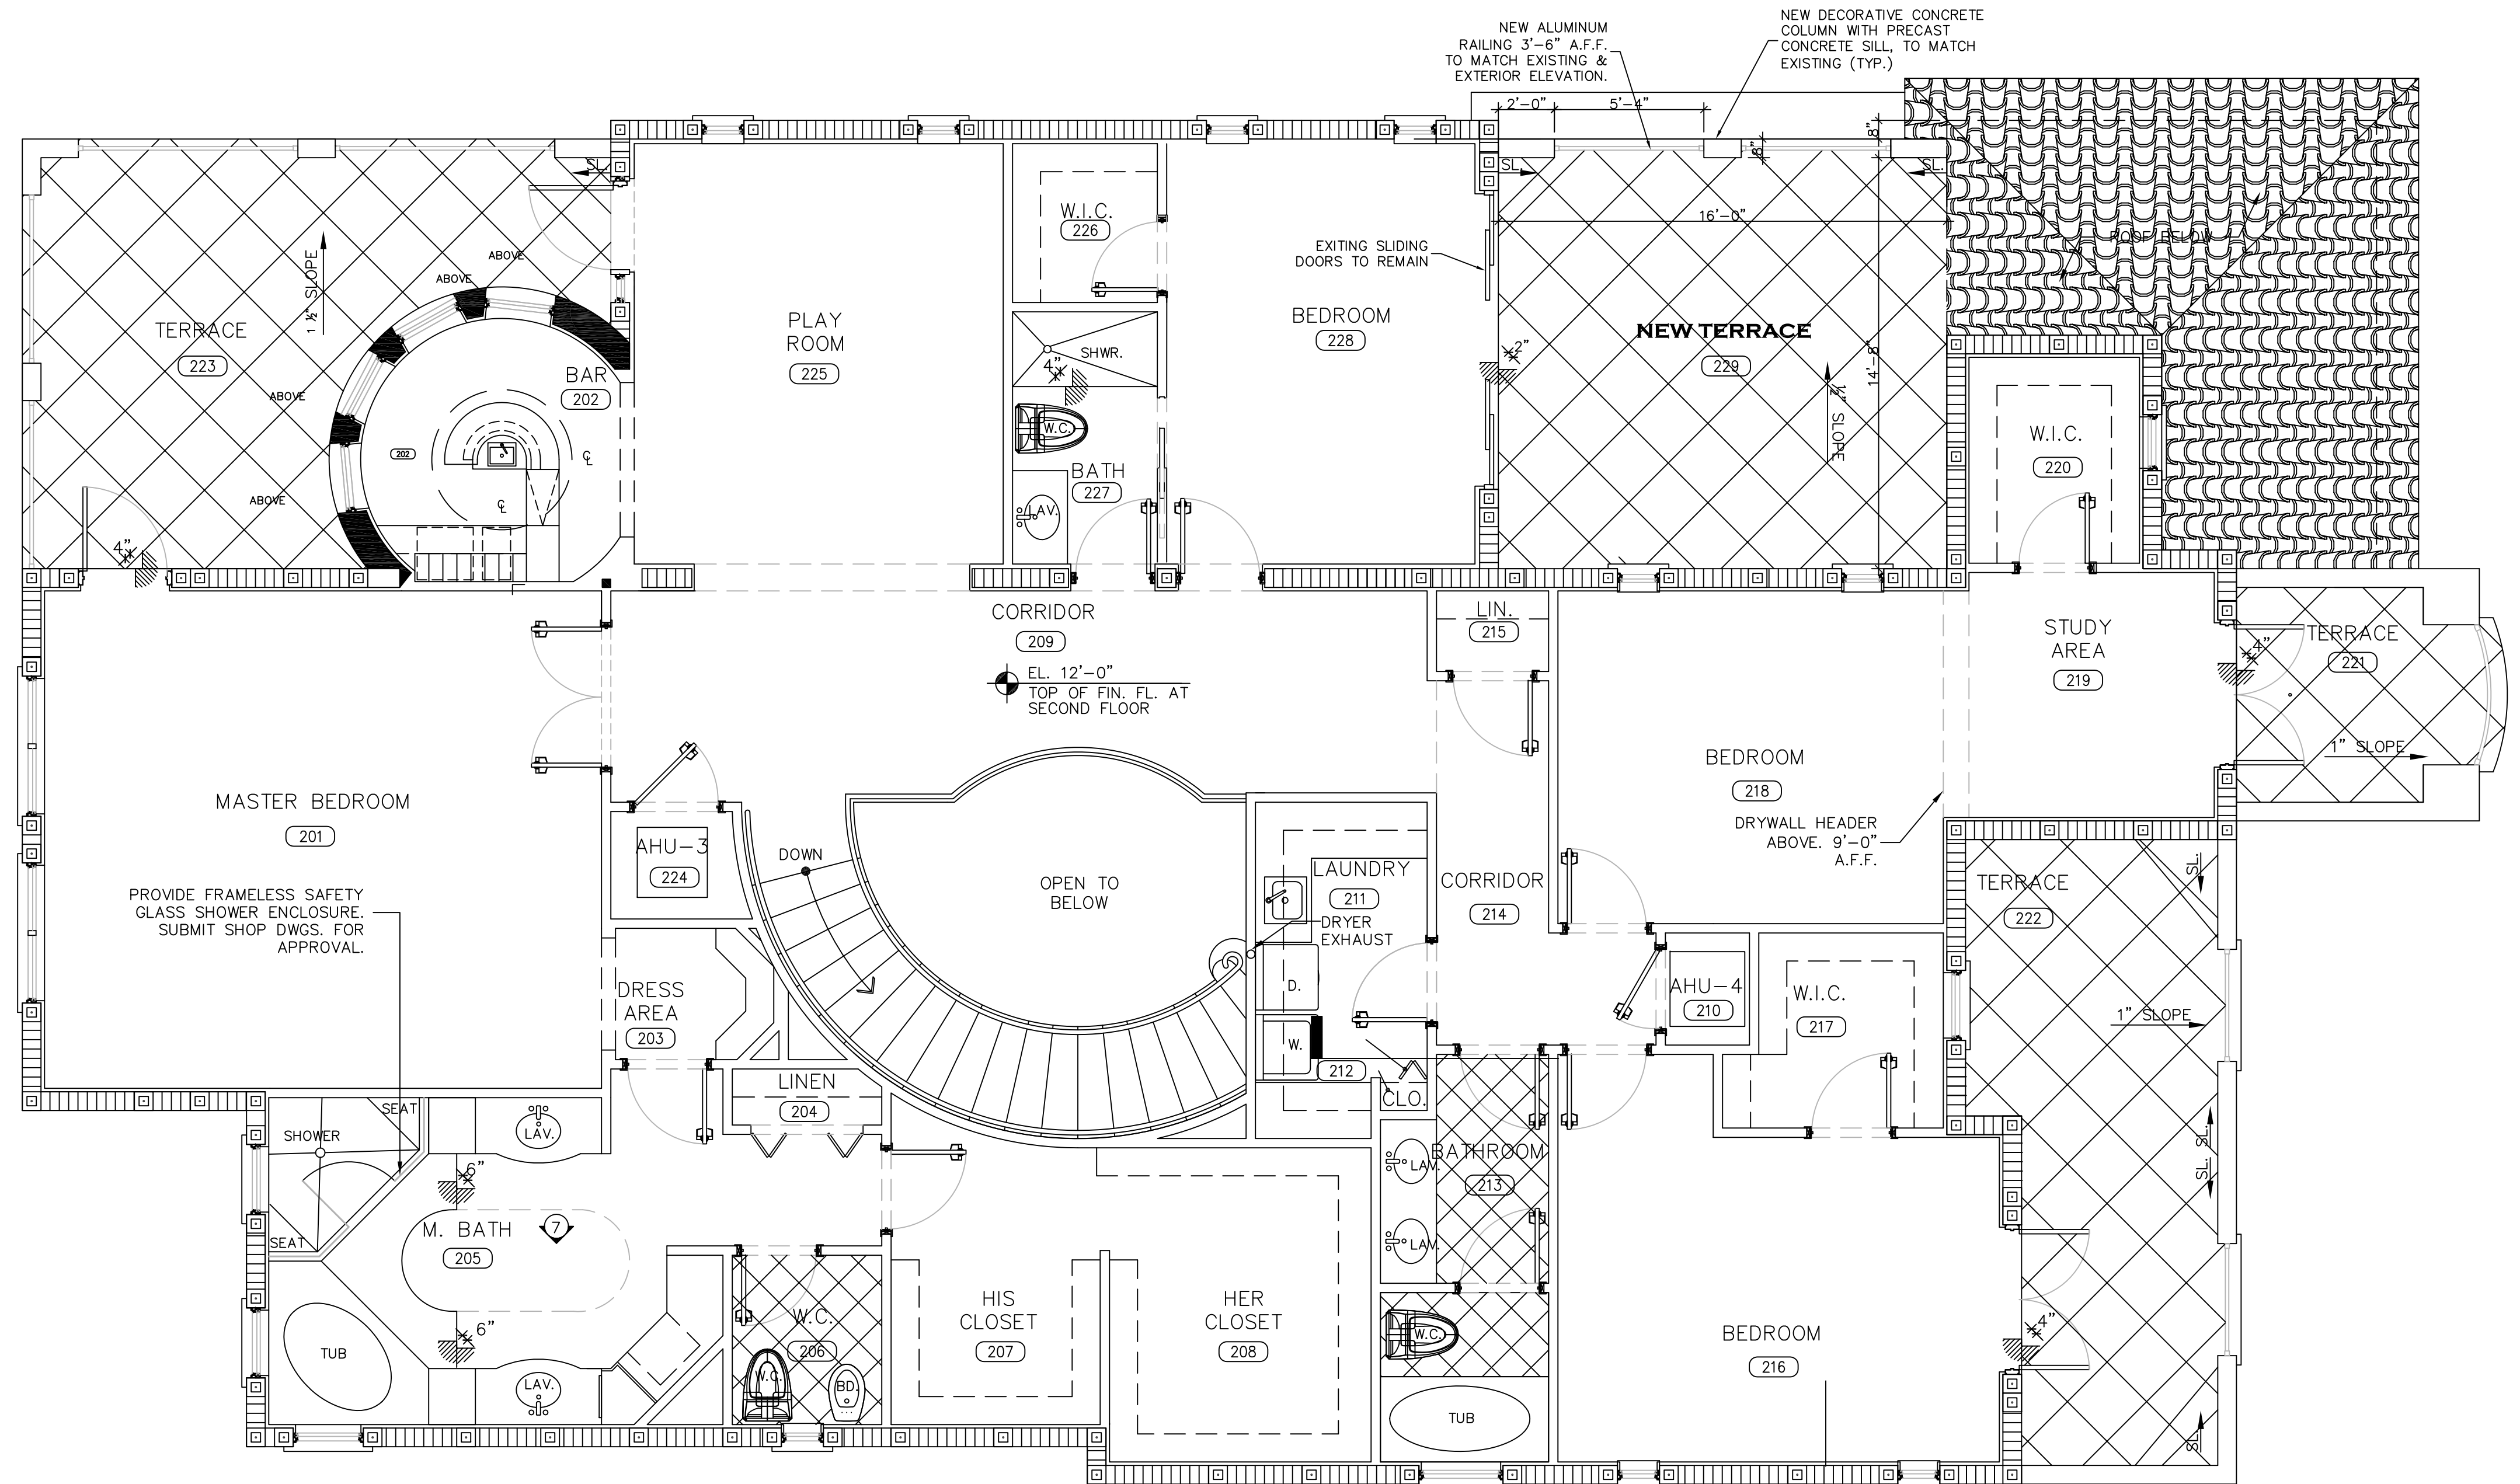 NEW ALUMINUM
RAILING 3'-6" A.F.F.
TO MATCH EXISTING &
EXTERIOR ELEVATION.
NEW DECORATIVE CONCRETE
COLUMN WITH PRECAST
CONCRETE SILL, TO MATCH
EXISTING (TYP.)
2'-0"
5'-4"
8"
8"
SL.
SL.
SL.
16'-0"
ROOF BELOW
W.I.C.
226
EXITING SLIDING
DOORS TO REMAIN
1 ½" SLOPE
ABOVE
ABOVE
ABOVE
ABOVE
TERRACE
223
PLAY
ROOM
225
BEDROOM
228
NEW TERRACE
229
2"
14'-8"
½" SLOPE
SHWR.
4"
BAR
202
202
℄
℄
W.C.
BATH
227
LAV.
W.I.C.
220
4"
CORRIDOR
209
EL. 12'-0"
TOP OF FIN. FL. AT
SECOND FLOOR
LIN.
215
STUDY
AREA
219
TERRACE
221
4"
1" SLOPE
BEDROOM
218
DRYWALL HEADER
ABOVE. 9'-0"
A.F.F.
MASTER BEDROOM
201
AHU-3
224
DOWN
OPEN TO
BELOW
LAUNDRY
211
DRYER
EXHAUST
CORRIDOR
214
TERRACE
222
SL.
PROVIDE FRAMELESS SAFETY
GLASS SHOWER ENCLOSURE.
SUBMIT SHOP DWGS. FOR
APPROVAL.
DRESS
AREA
203
D.
W.
212
CLO.
AHU-4
210
W.I.C.
217
1" SLOPE
LINEN
204
SEAT
SHOWER
SEAT
LAV.
6"
M. BATH
205
7
6"
TUB
LAV.
W.C.
206
W.C.
BD.
HIS
CLOSET
207
HER
CLOSET
208
BATHROOM
213
LAV.
LAV.
W.C.
TUB
BEDROOM
216
4"
SL.
SL.
SL.